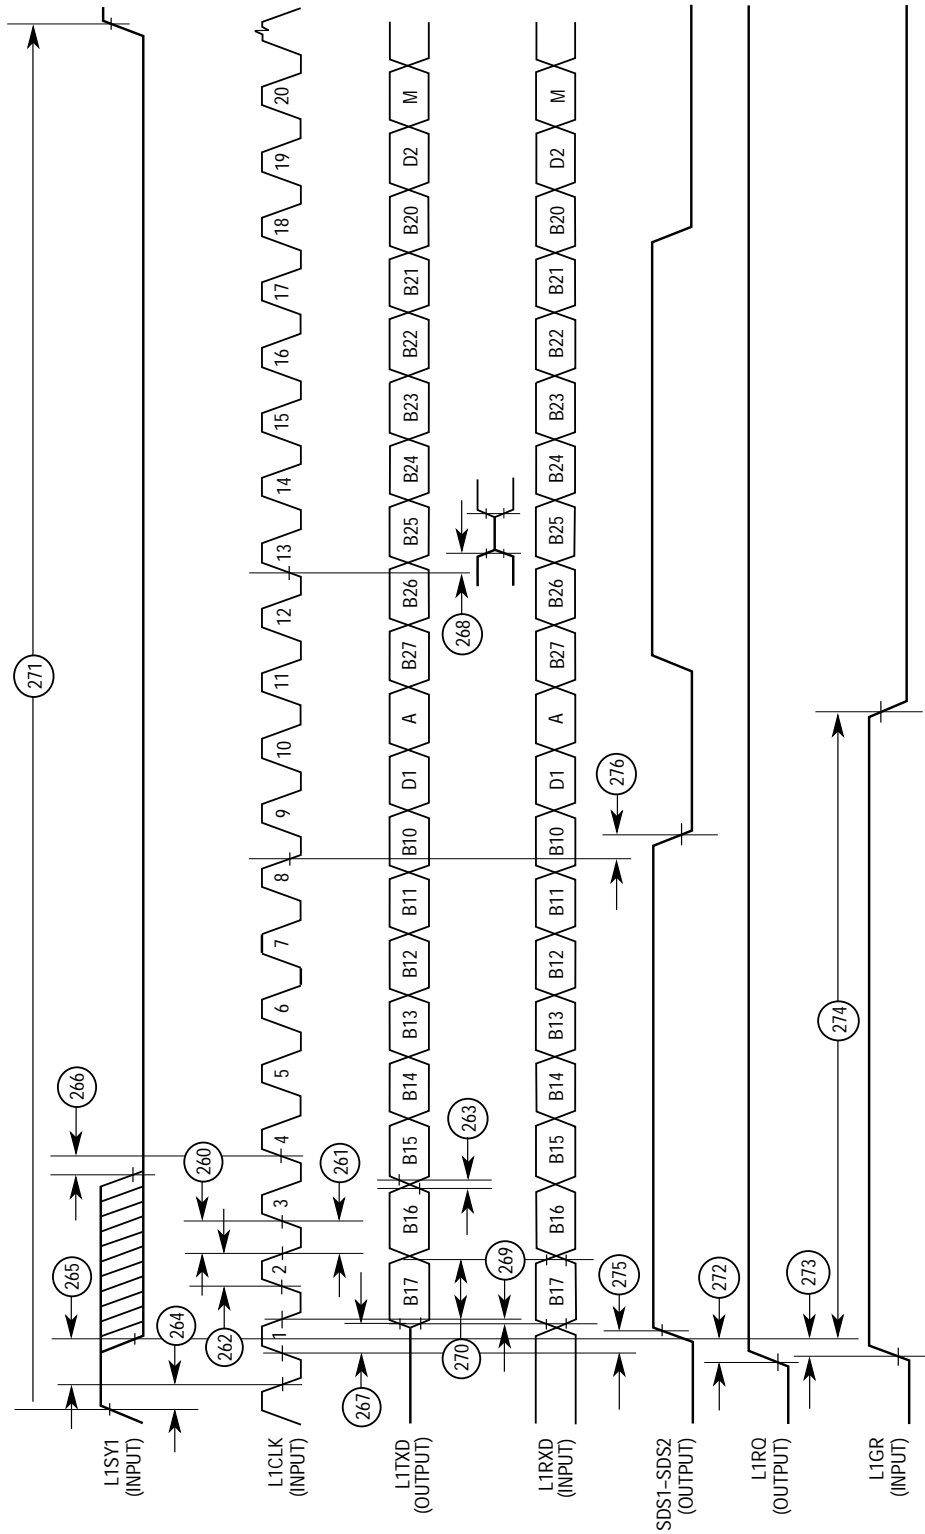 L1SY1
(INPUT)
271
264
265
266
L1CLK
(INPUT)
1
2
3
4
5
6
7
8
9
10
11
12
13
14
15
16
17
18
19
20
262
260
261
L1TXD
(OUTPUT)
B17
B16
B15
B14
B13
B12
B11
B10
D1
A
B27
B26
B25
B24
B23
B22
B21
B20
D2
M
267
270
269
263
268
L1RXD
(INPUT)
B17
B16
B15
B14
B13
B12
B11
B10
D1
A
B27
B26
B25
B24
B23
B22
B21
B20
D2
M
SDS1–SDS2
(OUTPUT)
275
276
L1RQ
(OUTPUT)
272
L1GR
(INPUT)
273
274